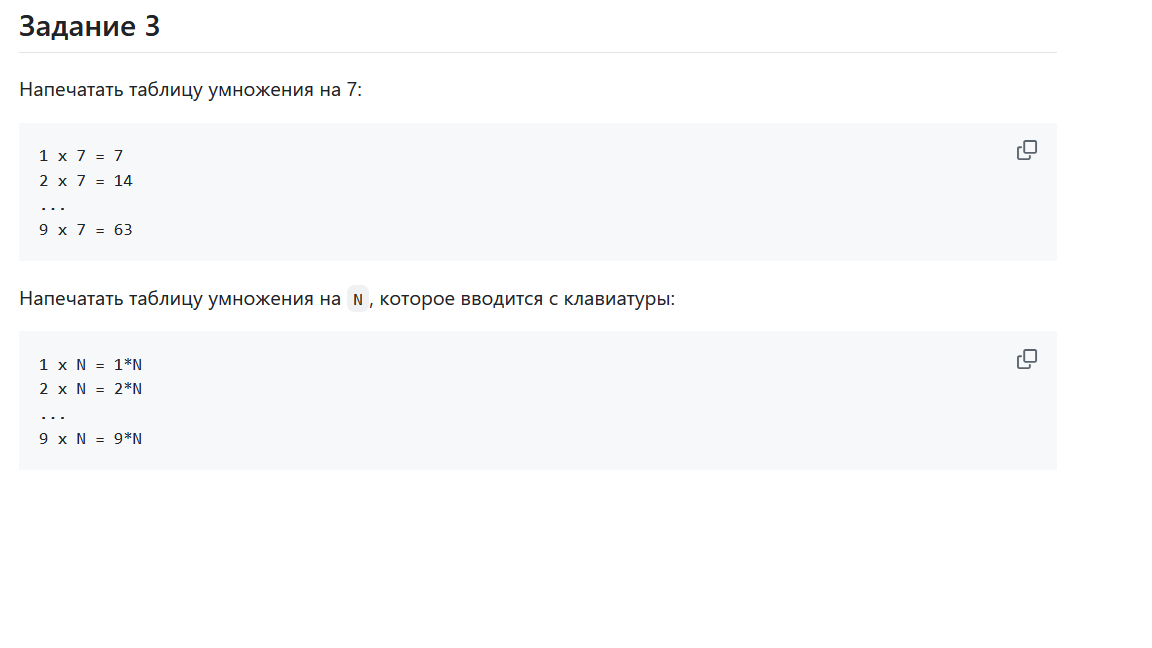 Задание 3
Напечатать таблицу умножения на 7:
1 x 7 = 7
2 x 7 = 14
...
9 x 7 = 63
Напечатать таблицу умножения на N, которое вводится с клавиатуры:
1 x N = 1*N
2 x N = 2*N
...
9 x N = 9*N